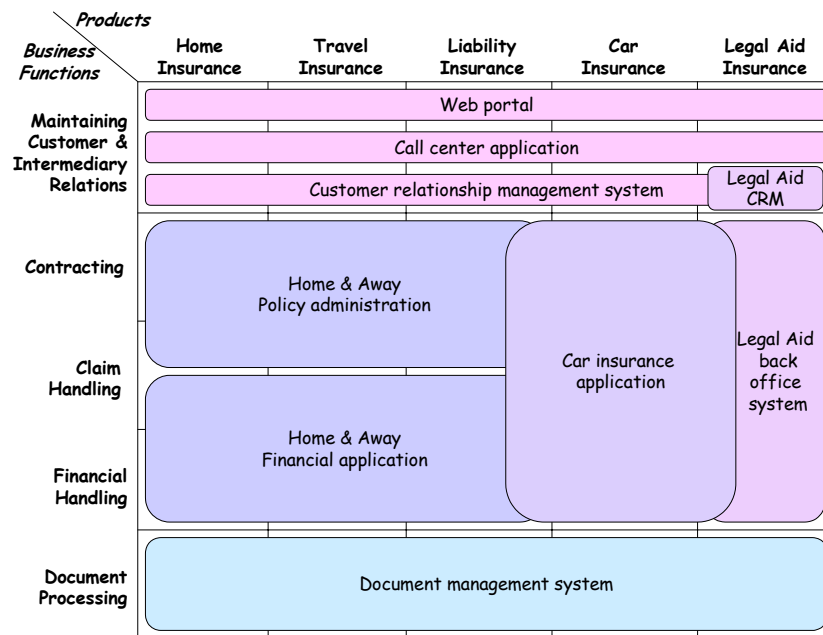 Products
Business
Functions
Home
Insurance
Travel
Insurance
Liability
Insurance
Car
Insurance
Legal Aid
Insurance
Maintaining
Customer &
Intermediary
Relations
Web portal
Call center application
Customer relationship management system
Legal Aid
CRM
Contracting
Home & Away
Policy administration
Car insurance
application
Legal Aid
back
office
system
Claim
Handling
Home & Away
Financial application
Financial
Handling
Document
Processing
Document management system